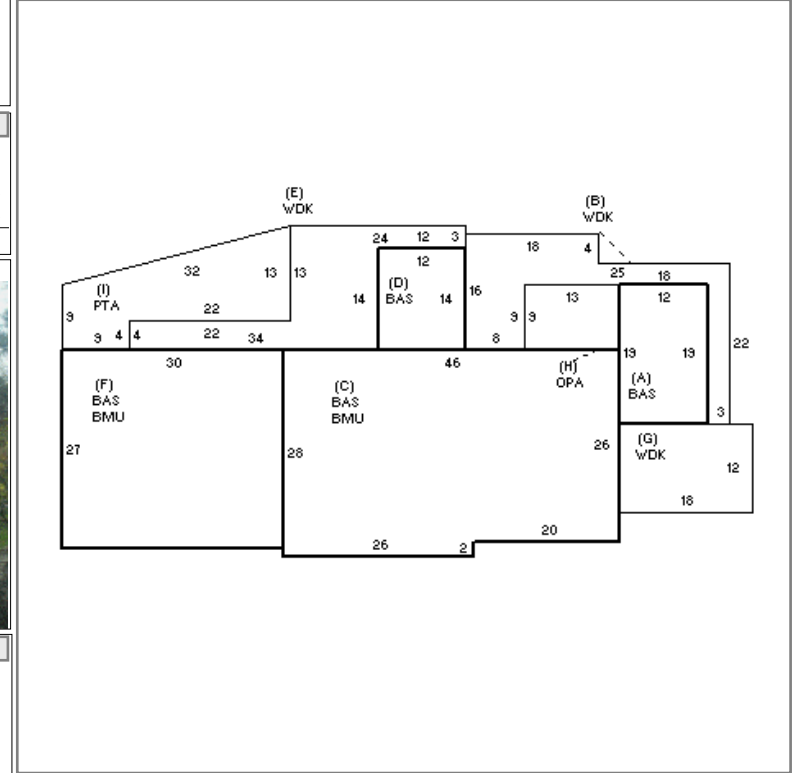 (E)
WDK
(B)
WDK
24 12 3
18 4
12
32 13 13
25 18
(I)
PTA
(D)
BAS
14 14 16
13 12
9
22
9 9
9 4 4 22 34
8
22
30
46
(H)
OPA
19 19
(A)
BAS
(F)
BAS
BMU
(C)
BAS
BMU
3
27
28
26
(G)
WDK
12
18
26 2
20